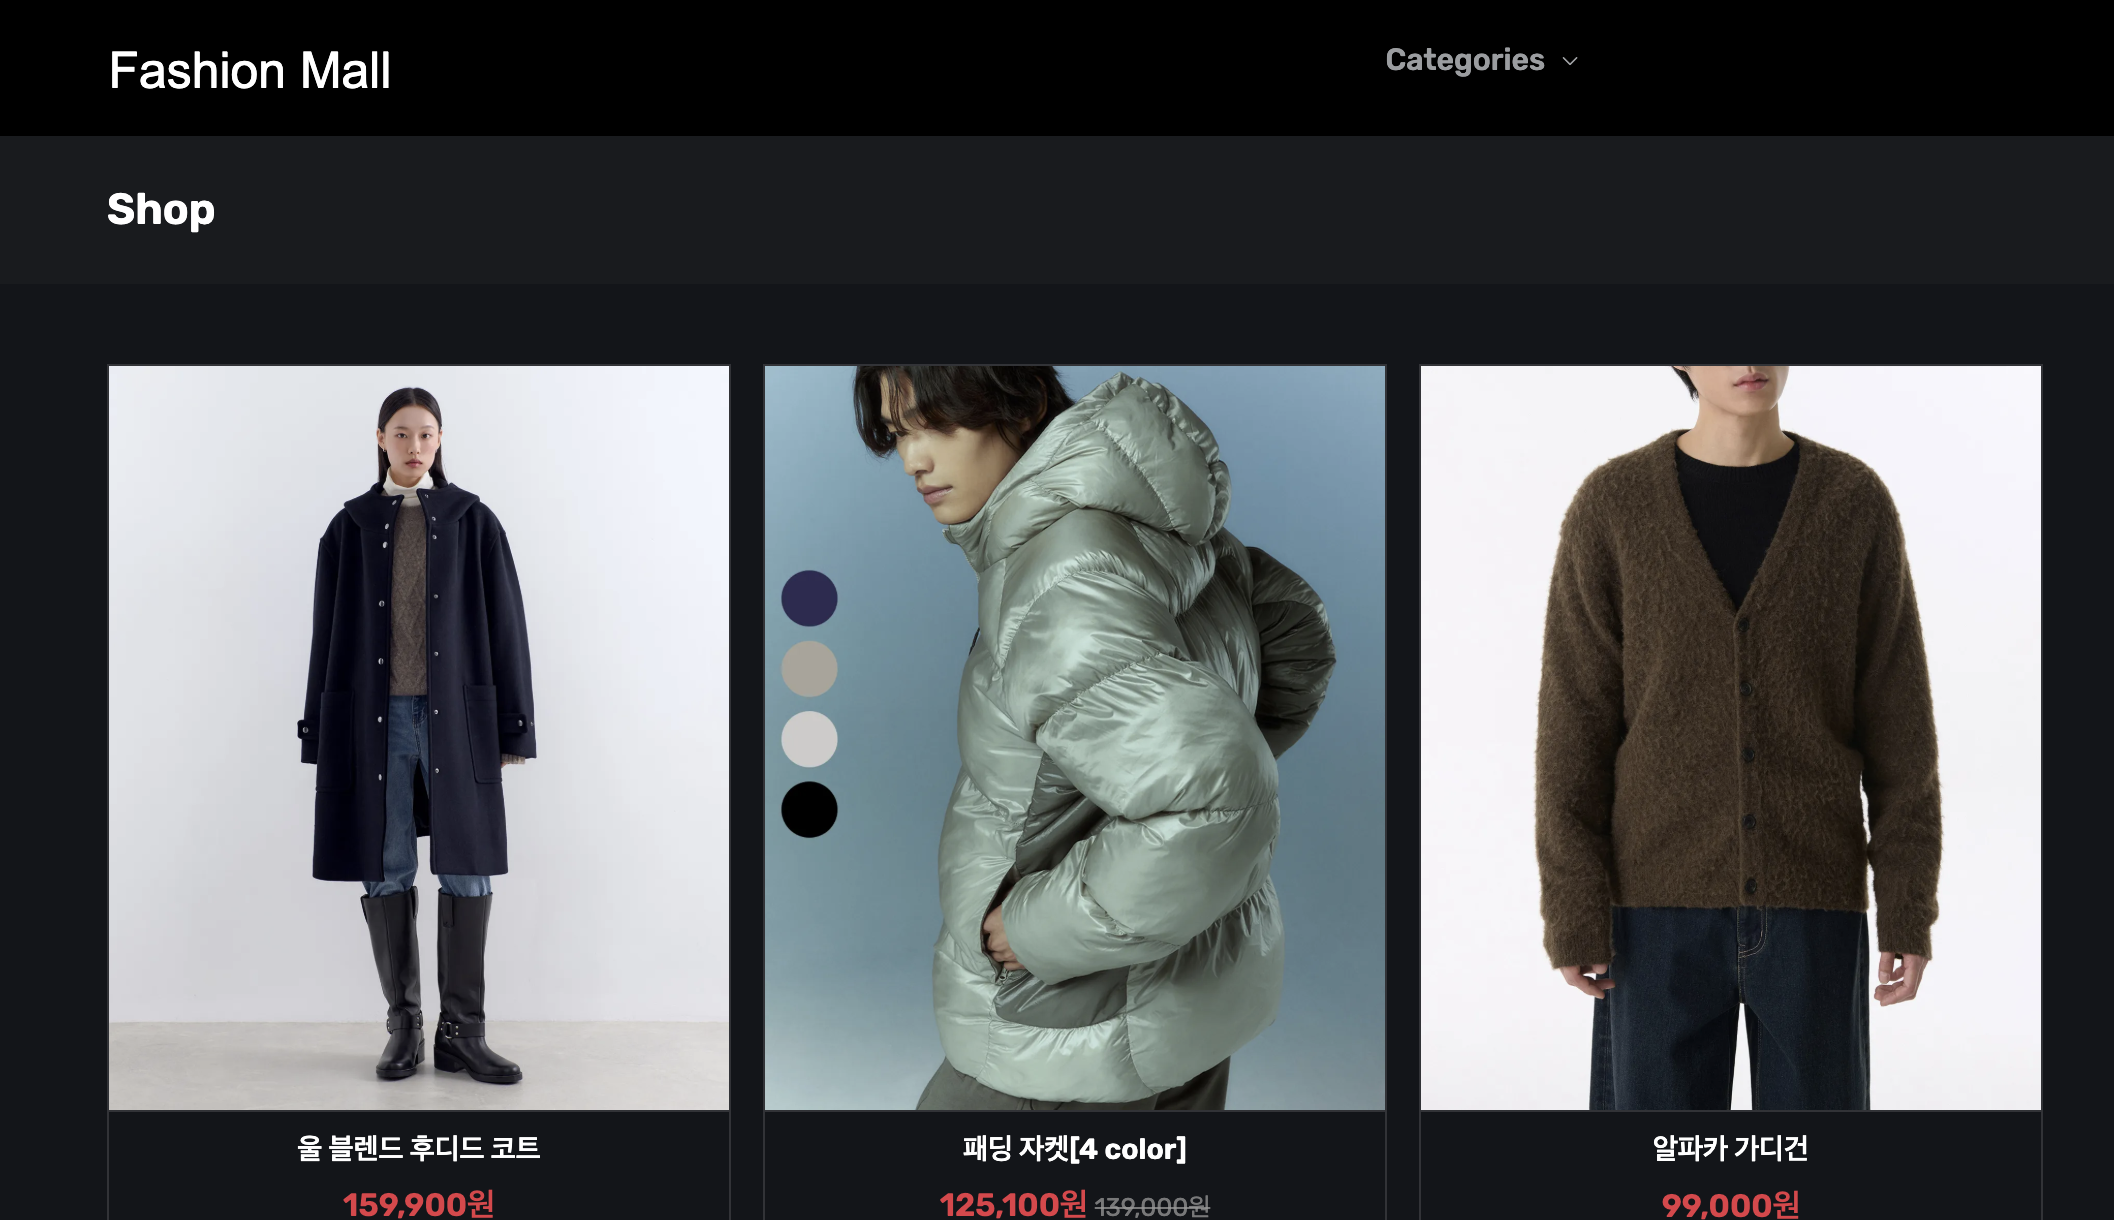 Fashion Mall
Categories
Shop
울 블렌드 후디드 코트
159,900원
패딩 자켓[4 color]
125,100원 139,000원
알파카 가디건
99,000원